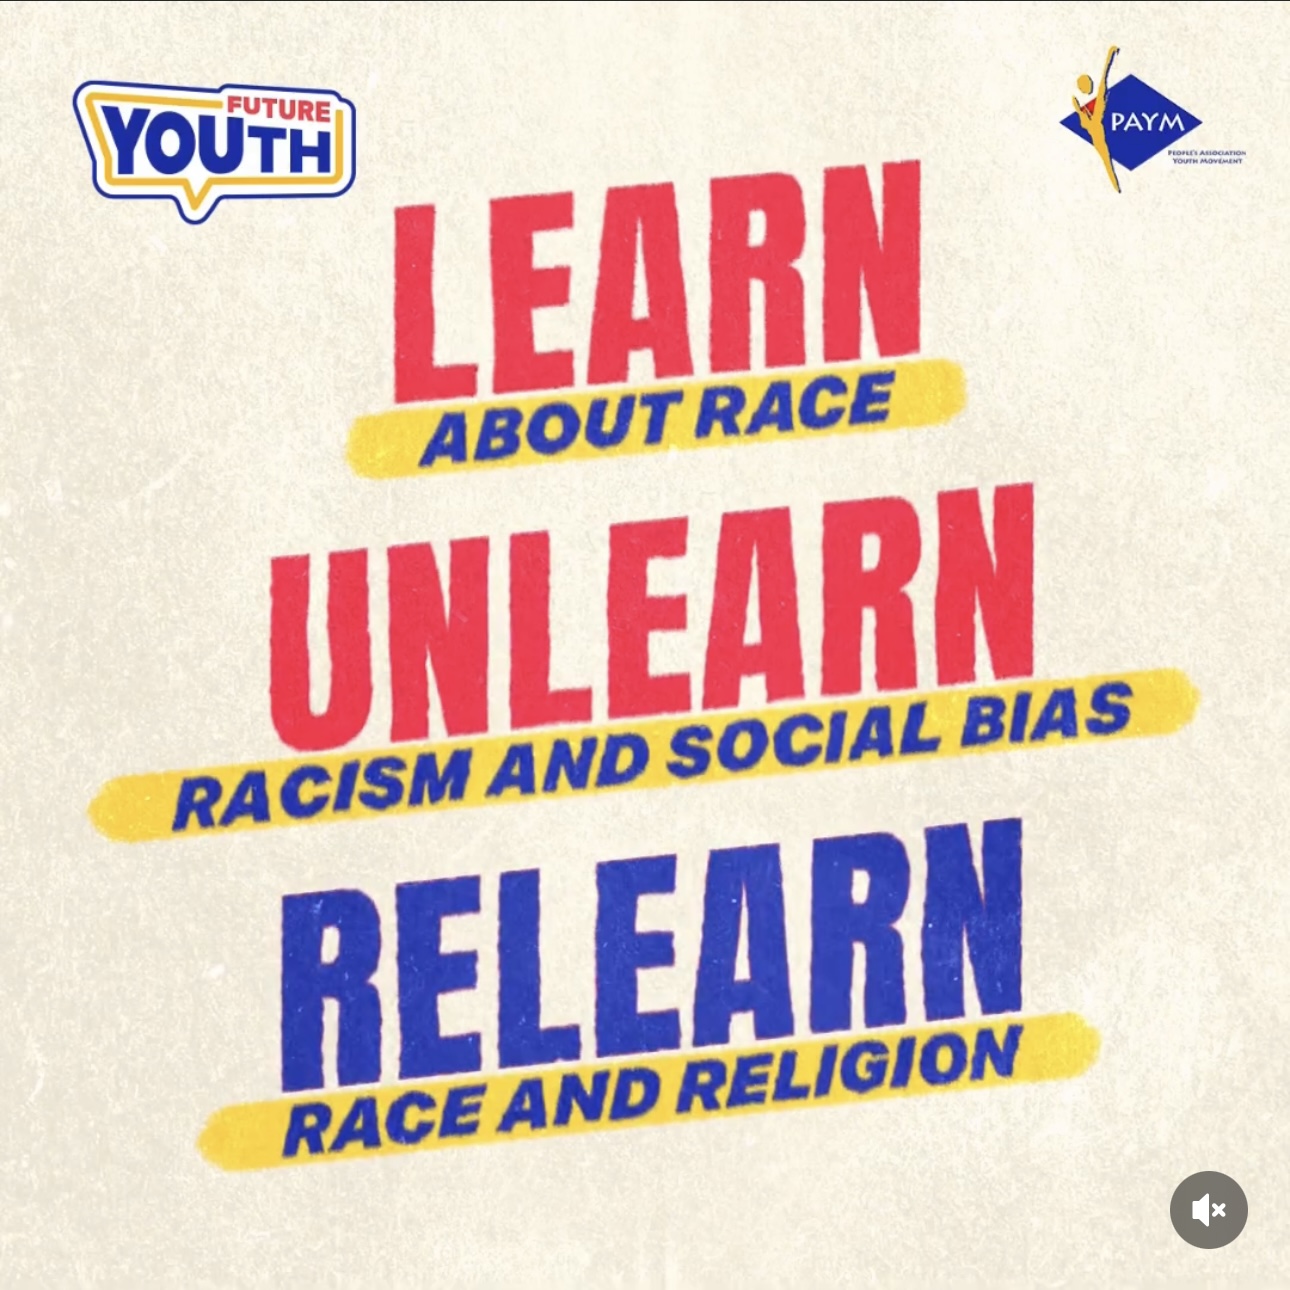 FUTURE
YOUTH
PAYM
PEOPLE'S ASSOCIATION
YOUTH MOVEMENT
LEARN
ABOUT RACE
UNLEARN
RACISM AND SOCIAL BIAS
RELEARN
RACE AND RELIGION